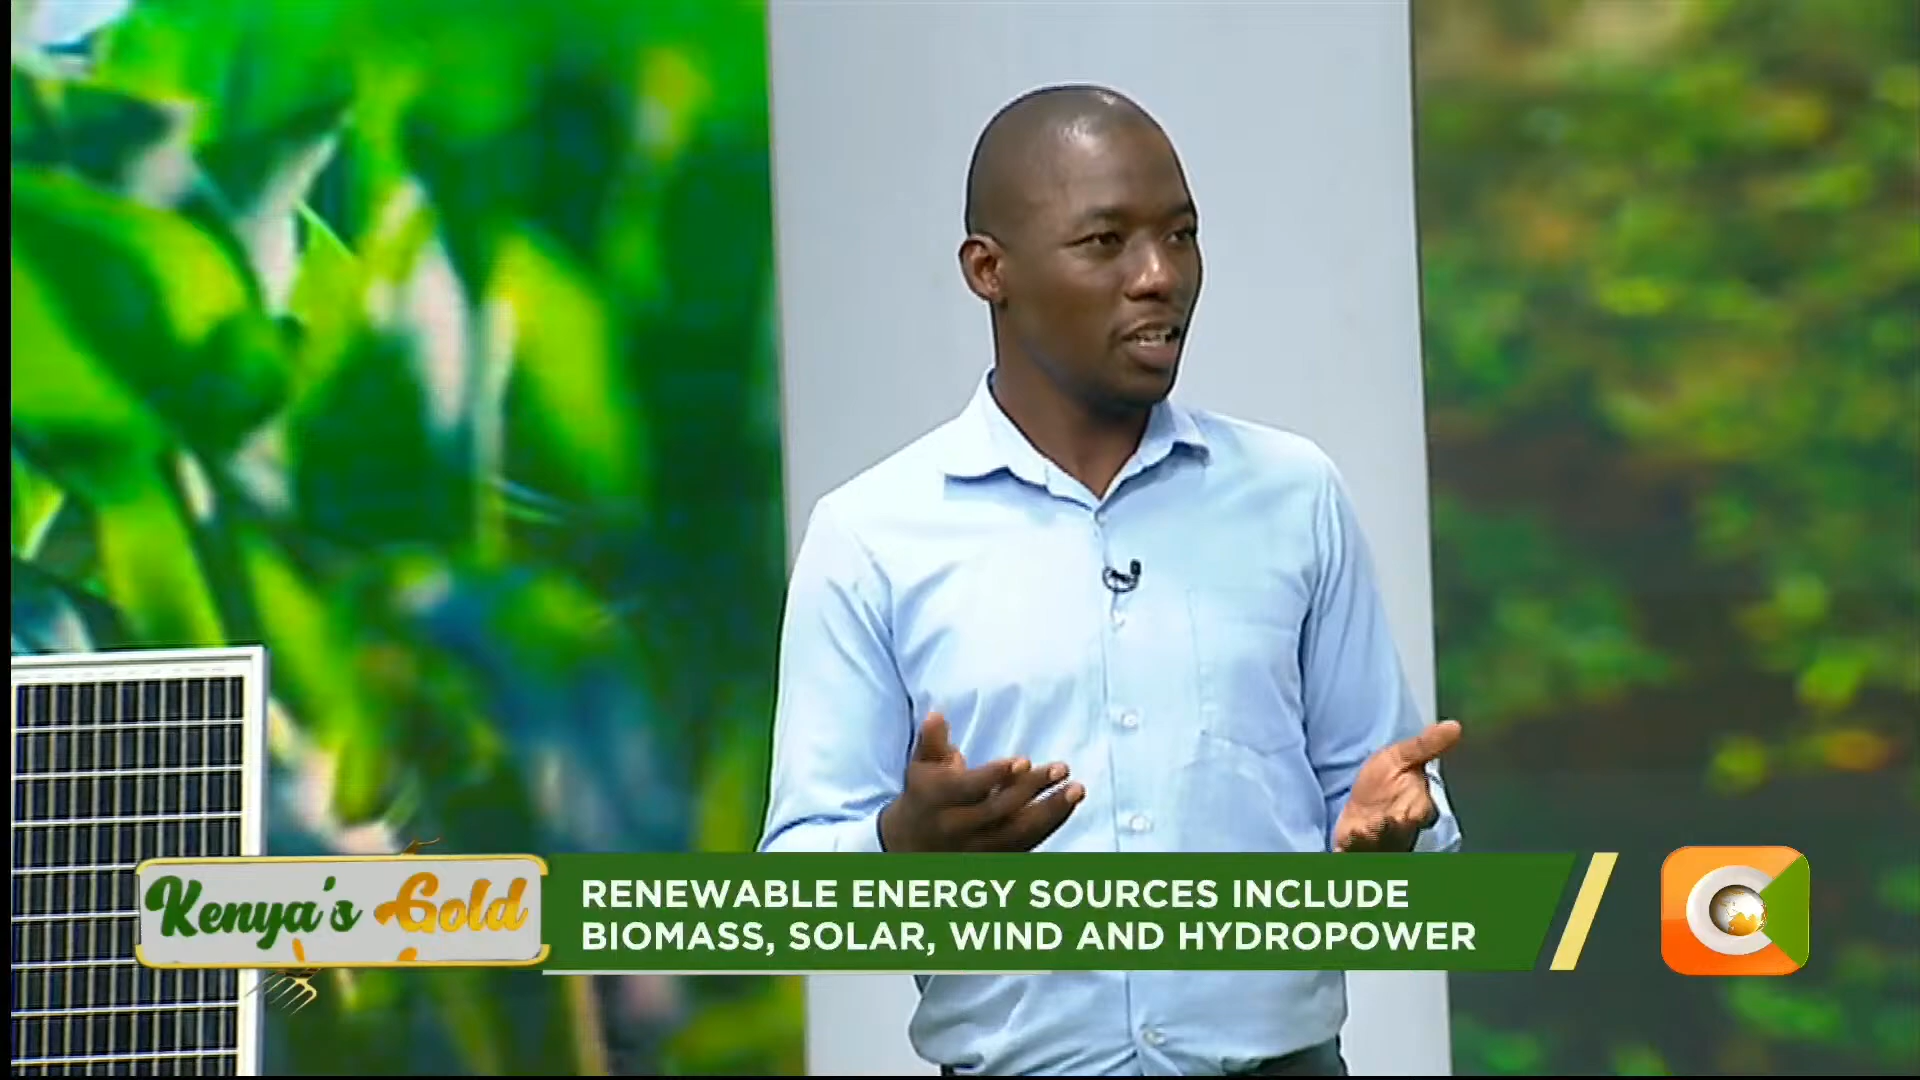 Kenya's Gold
RENEWABLE ENERGY SOURCES INCLUDE
BIOMASS, SOLAR, WIND AND HYDROPOWER